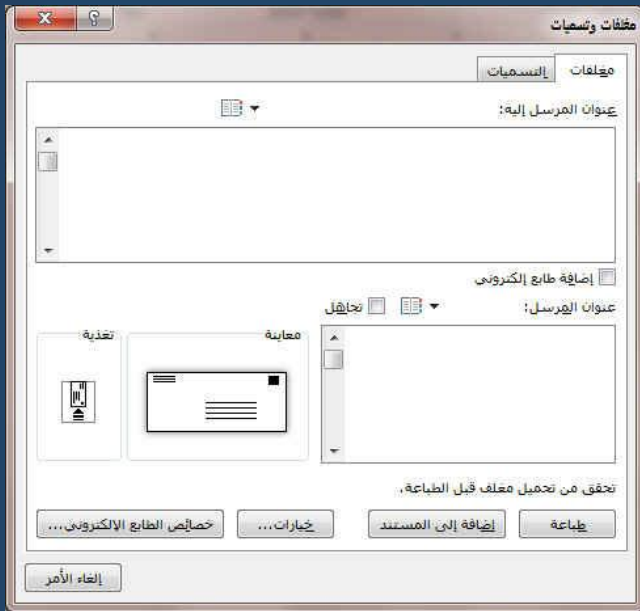 مغلفات وتسميات
مغلفات
التسميات
عنوان المرسل إليه:
إضافة طابع إلكتروني
عنوان المرسل:
تجاهل
معاينة
تغذية
تحقق من تحميل مغلف قبل الطباعة.
طباعة
إضافة إلى المستند
خيارات...
خصائص الطابع الإلكتروني...
إلغاء الأمر